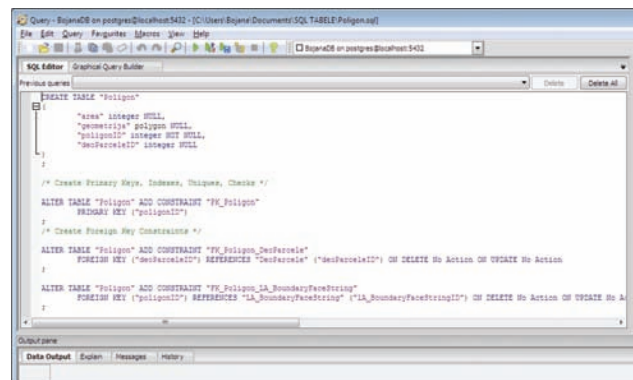 Query - BojanaDB on postgres@localhost:5432 - [C:\Users\Bojana\Documents\SQL TABELE\Poligon.sql]
File Edit Query Favourites Macros View Help
BojanaDB on postgres@localhost:5432
SQL Editor Graphical Query Builder
Previous queries Delete Delete All
CREATE TABLE "Poligon"
(
"area" integer NULL,
"geometrija" polygon NULL,
"poligonID" integer NOT NULL,
"deoParceleID" integer NULL
)
;
/* Create Primary Keys, Indexes, Uniques, Checks */
ALTER TABLE "Poligon" ADD CONSTRAINT "PK_Poligon"
PRIMARY KEY ("poligonID")
;
/* Create Foreign Key Constraints */
ALTER TABLE "Poligon" ADD CONSTRAINT "FK_Poligon_DeoParcele"
FOREIGN KEY ("deoParceleID") REFERENCES "DeoParcele" ("deoParceleID") ON DELETE No Action ON UPDATE No Action
;
ALTER TABLE "Poligon" ADD CONSTRAINT "FK_Poligon_LA_BoundaryFaceString"
FOREIGN KEY ("poligonID") REFERENCES "LA_BoundaryFaceString" ("LA_BoundaryFaceStringID") ON DELETE No Action ON UPDATE No A
;
Output pane
Data Output Explain Messages History